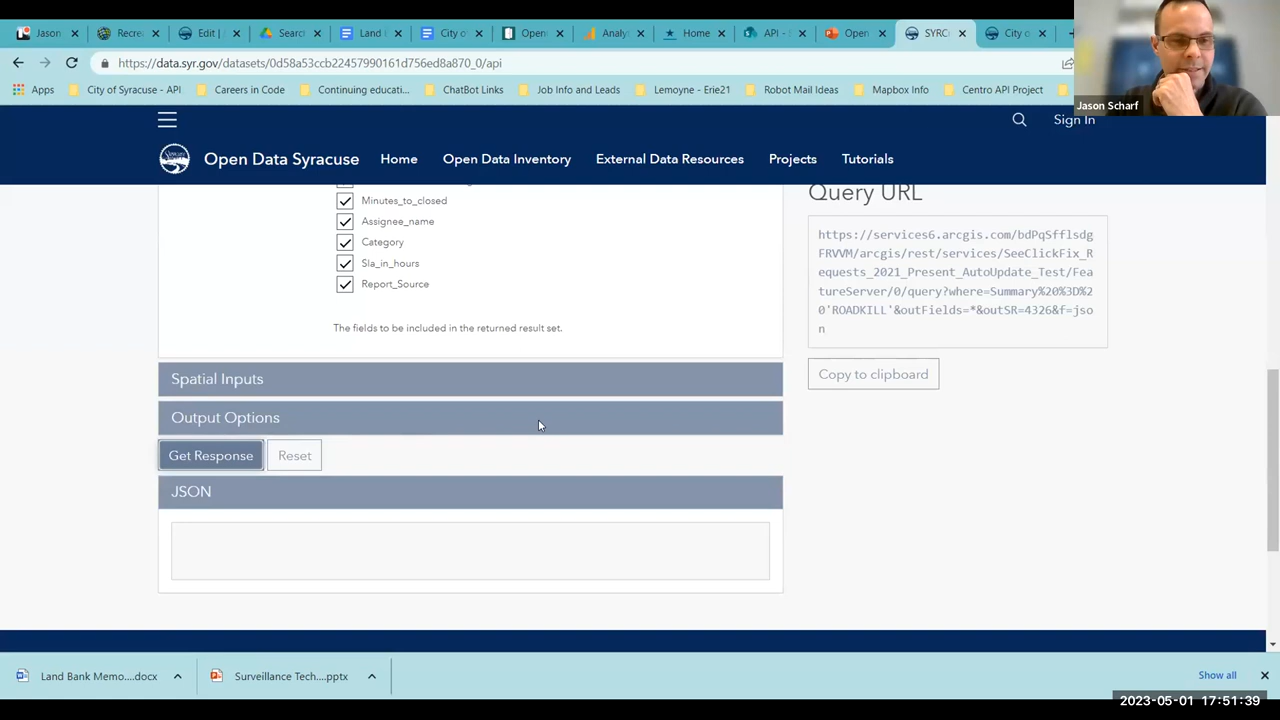 Jason
Recrea
Edit |
Search
Land B
City of
Opene
Analy
Home
API -
Open
SYRC
City o
https://data.syr.gov/datasets/0d58a53ccb22457990161d756ed8a870_0/api
Apps
City of Syracuse - API
Careers in Code
Continuing educati...
ChatBot Links
Job Info and Leads
Lemoyne - Erie21
Robot Mail Ideas
Mapbox Info
Centro API Project
Jason Scharf
Sign In
Open Data Syracuse
Home
Open Data Inventory
External Data Resources
Projects
Tutorials
Minutes_to_closed
Assignee_name
Category
Sla_in_hours
Report_Source
The fields to be included in the returned result set.
Spatial Inputs
Output Options
Get Response
Reset
JSON
Query URL
https://services6.arcgis.com/bdPqSfflsdg
FRVVM/arcgis/rest/services/SeeClickFix_R
equests_2021_Present_AutoUpdate_Test/Fea
tureServer/0/query?where=Summary%20%3D%2
0'ROADKILL'&outFields=*&outSR=4326&f=jso
n
Copy to clipboard
Land Bank Memo....docx
Surveillance Tech....pptx
Show all
2023-05-01 17:51:39